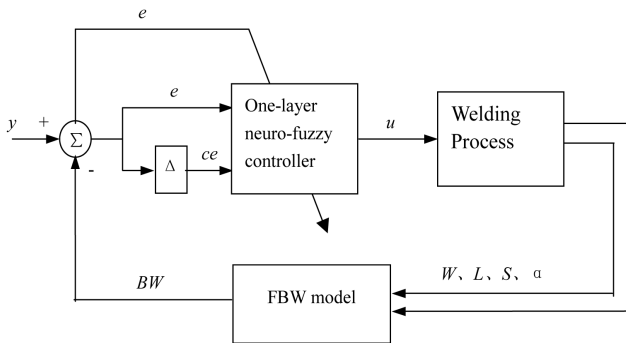 e
y
+
Σ
-
e
Δ
ce
One-layer
neuro-fuzzy
controller
u
Welding
Process
W、L、S、α
FBW model
BW